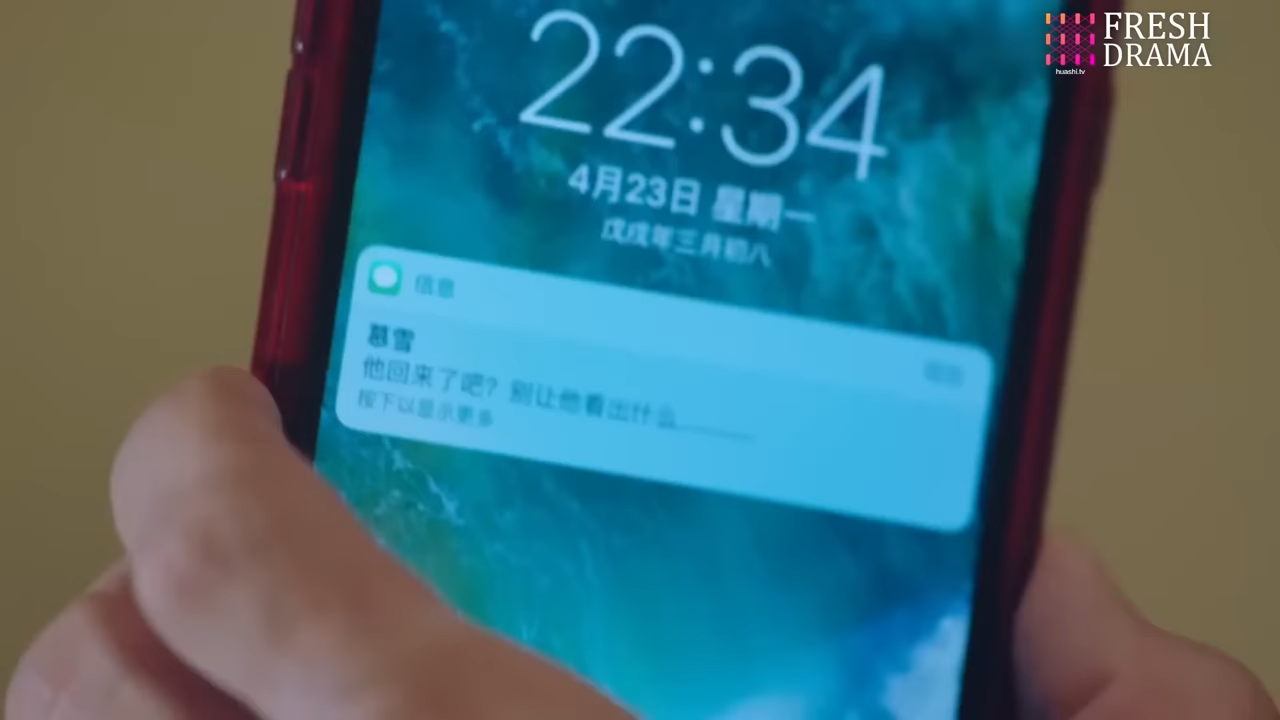 FRESH
DRAMA
huashi.tv
22:34
4月23日 星期一
戊戌年三月初八
信息
慕雪
他回来了吧？别让他看出什么
按下以显示更多